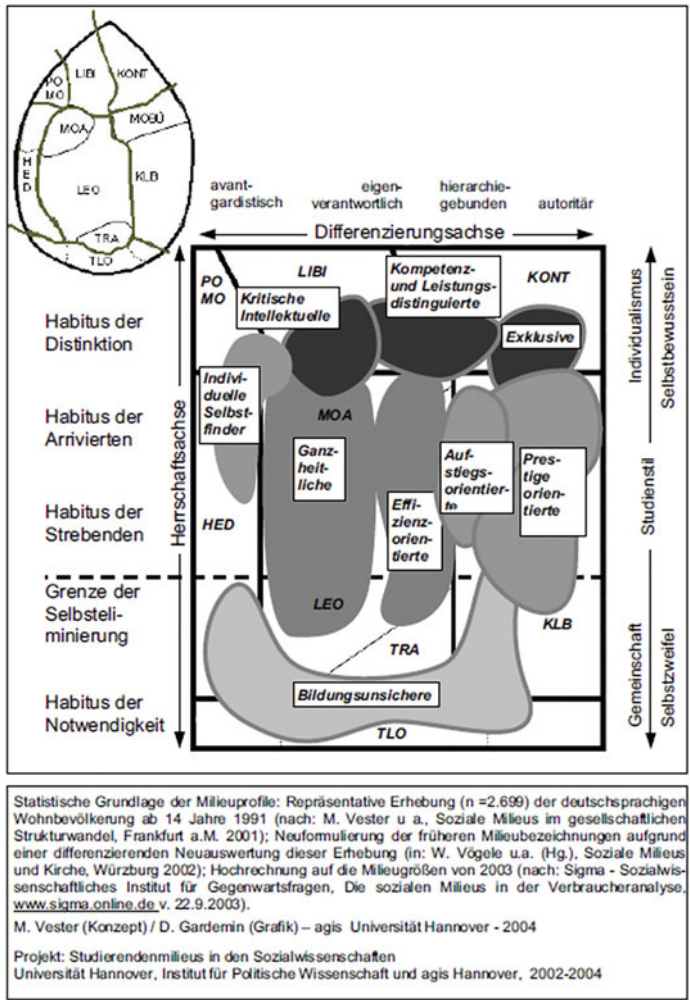 PO
MO
LIBI
KONT
MOA
MOBÜ
H
E
D
LEO
KLB
TRA
TLO
avant-
gardistisch
eigen-
verantwortlich
hierarchie-
gebunden
autoritär
Differenzierungsachse
Herrschaftsachse
Habitus der
Distinktion
Habitus der
Arrivierten
Habitus der
Strebenden
Grenze der
Selbsteli-
minierung
Habitus der
Notwendigkeit
PO
MO
LIBI
KONT
Kritische
Intellektuelle
Kompetenz-
und Leistungs-
distinguierte
Exklusive
Individ-
duelle
Selbst-
finder
MOA
Ganz-
heit-
liche
Auf-
stiegs-
orientier-
te
Pres-
tige
orien-
tierte
Effi-
zienz-
orien-
tierte
HED
LEO
KLB
TRA
Bildungsunsichere
TLO
Individualismus
Selbstbewusstsein
Studienstil
Gemeinschaft
Selbstzweifel
Statistische Grundlage der Milieuprofile: Repräsentative Erhebung (n =2.699) der deutschsprachigen
Wohnbevölkerung ab 14 Jahre 1991 (nach: M. Vester u a., Soziale Milieus im gesellschaftlichen
Strukturwandel, Frankfurt a.M. 2001); Neuformulierung der früheren Milieubezeichnungen aufgrund
einer differenzierenden Neuauswertung dieser Erhebung (in: W. Vögele u.a. (Hg.), Soziale Milieus
und Kirche, Würzburg 2002); Hochrechnung auf die Milieugrößen von 2003 (nach: Sigma - Sozialwis-
senschaftliches Institut für Gegenwartsfragen, Die sozialen Milieus in der Verbraucheranalyse,
www.sigma.online.de v. 22.9.2003).
M. Vester (Konzept) / D. Gardemin (Grafik) – agis Universität Hannover - 2004
Projekt: Studierendenmilieus in den Sozialwissenschaften
Universität Hannover, Institut für Politische Wissenschaft und agis Hannover, 2002-2004